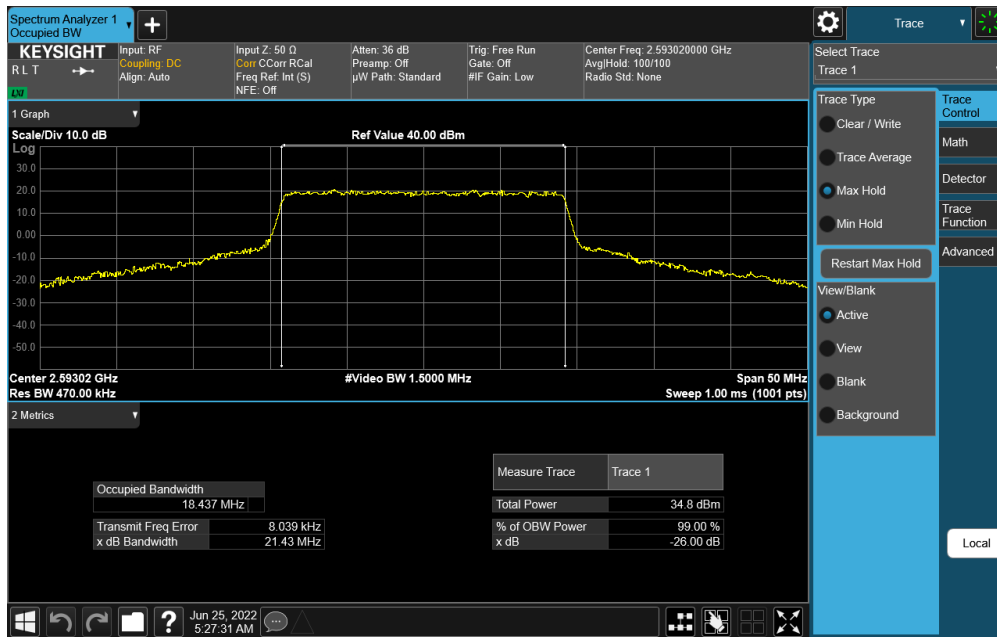 Spectrum Analyzer 1
Occupied BW
Trace
KEYSIGHT
R L T
LXI
Input: RF
Coupling: DC
Align: Auto
Input Z: 50 Ω
Corr CCorr RCal
Freq Ref: Int (S)
NFE: Off
Atten: 36 dB
Preamp: Off
µW Path: Standard
Trig: Free Run
Gate: Off
#IF Gain: Low
Center Freq: 2.593020000 GHz
Avg|Hold: 100/100
Radio Std: None
Select Trace
Trace 1
1 Graph
Scale/Div 10.0 dB
Ref Value 40.00 dBm
Log
30.0
20.0
10.0
0.00
-10.0
-20.0
-30.0
-40.0
-50.0
Center 2.59302 GHz
#Video BW 1.5000 MHz
Span 50 MHz
Res BW 470.00 kHz
Sweep 1.00 ms (1001 pts)
Trace Type
Clear / Write
Trace Average
Max Hold
Min Hold
Restart Max Hold
View/Blank
Active
View
Blank
Background
Trace
Control
Math
Detector
Trace
Function
Advanced
Local
2 Metrics
Occupied Bandwidth
18.437 MHz
Transmit Freq Error 8.039 kHz
x dB Bandwidth 21.43 MHz
Measure Trace Trace 1
Total Power 34.8 dBm
% of OBW Power 99.00 %
x dB -26.00 dB
?
Jun 25, 2022
5:27:31 AM